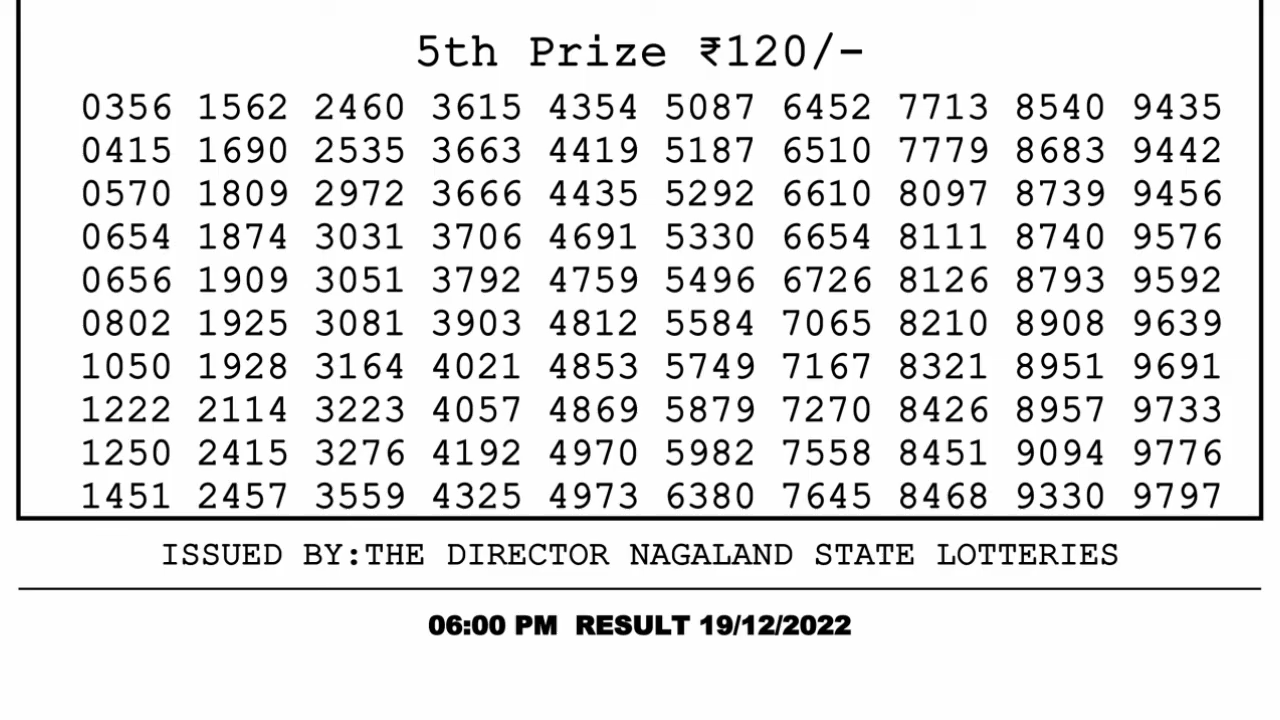 5th Prize ₹120/-
0356 1562 2460 3615 4354 5087 6452 7713 8540 9435
0415 1690 2535 3663 4419 5187 6510 7779 8683 9442
0570 1809 2972 3666 4435 5292 6610 8097 8739 9456
0654 1874 3031 3706 4691 5330 6654 8111 8740 9576
0656 1909 3051 3792 4759 5496 6726 8126 8793 9592
0802 1925 3081 3903 4812 5584 7065 8210 8908 9639
1050 1928 3164 4021 4853 5749 7167 8321 8951 9691
1222 2114 3223 4057 4869 5879 7270 8426 8957 9733
1250 2415 3276 4192 4970 5982 7558 8451 9094 9776
1451 2457 3559 4325 4973 6380 7645 8468 9330 9797
ISSUED BY:THE DIRECTOR NAGALAND STATE LOTTERIES
06:00 PM RESULT 19/12/2022